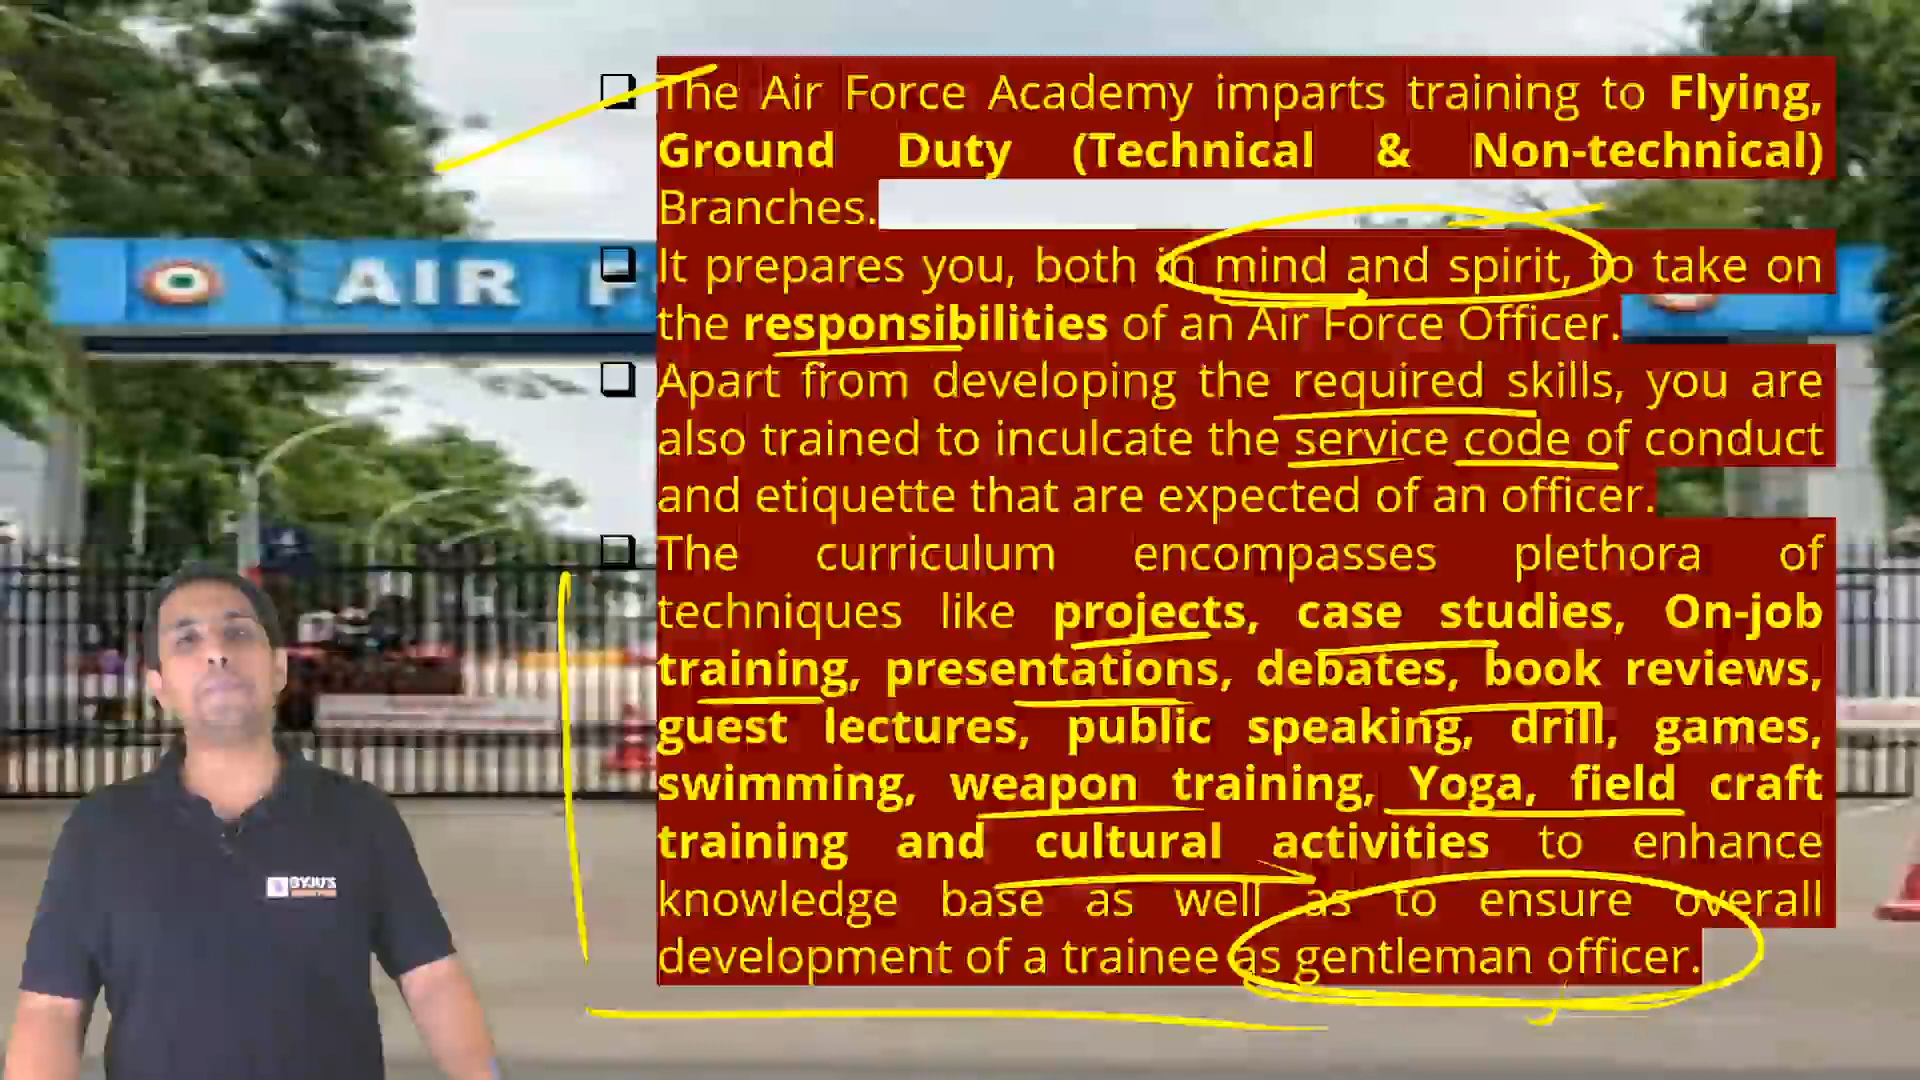 The Air Force Academy imparts training to Flying,
Ground Duty (Technical & Non-technical)
Branches.
It prepares you, both in mind and spirit, to take on
AIR F
the responsibilities of an Air Force Officer.
Apart from developing the required skills, you are
also trained to inculcate the service code of conduct
and etiquette that are expected of an officer.
The curriculum encompasses plethora of
techniques like projects, case studies, On-job
training, presentations, debates, book reviews,
guest lectures, public speaking, drill, games,
swimming, weapon training, Yoga, field craft
training and cultural activities to enhance
BYJU'S
knowledge base as well as to ensure overall
development of a trainee as gentleman officer.